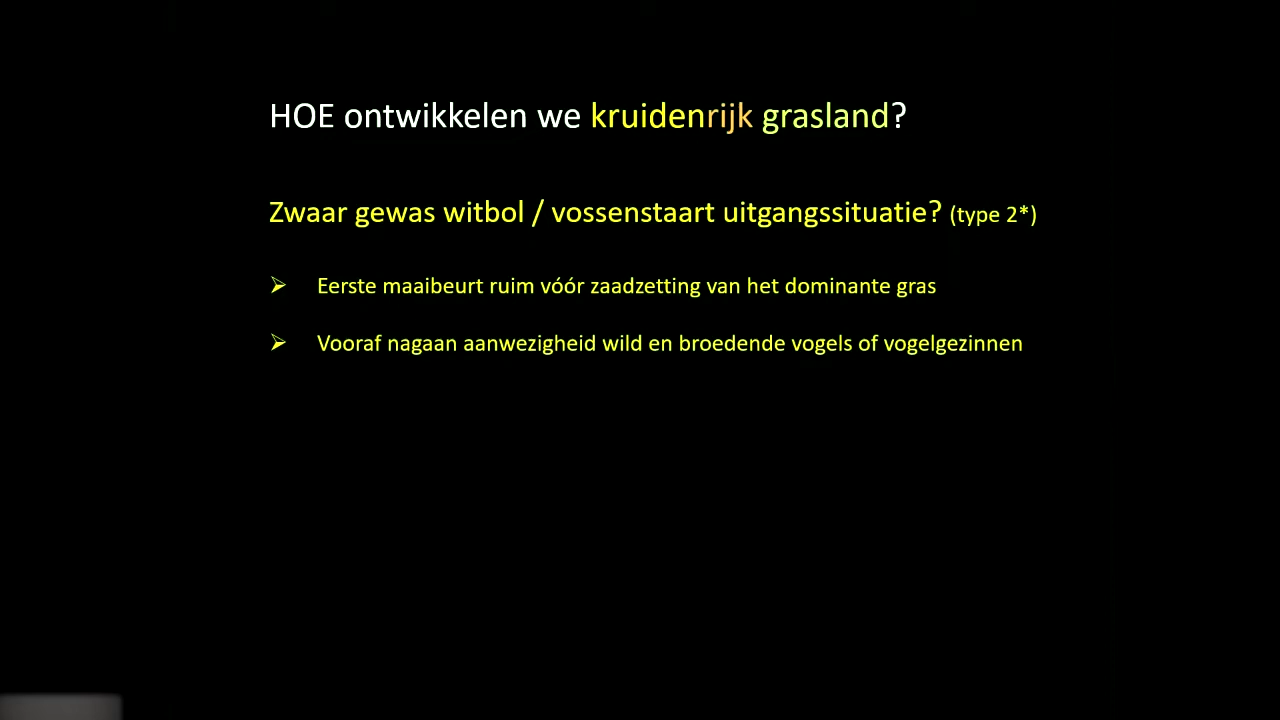 HOE ontwikkelen we kruidenrijk grasland?
Zwaar gewas witbol / vossenstaart uitgangssituatie? (type 2*)
➢ Eerste maaibeurt ruim vóór zaadzetting van het dominante gras
➢ Vooraf nagaan aanwezigheid wild en broedende vogels of vogelgezinnen